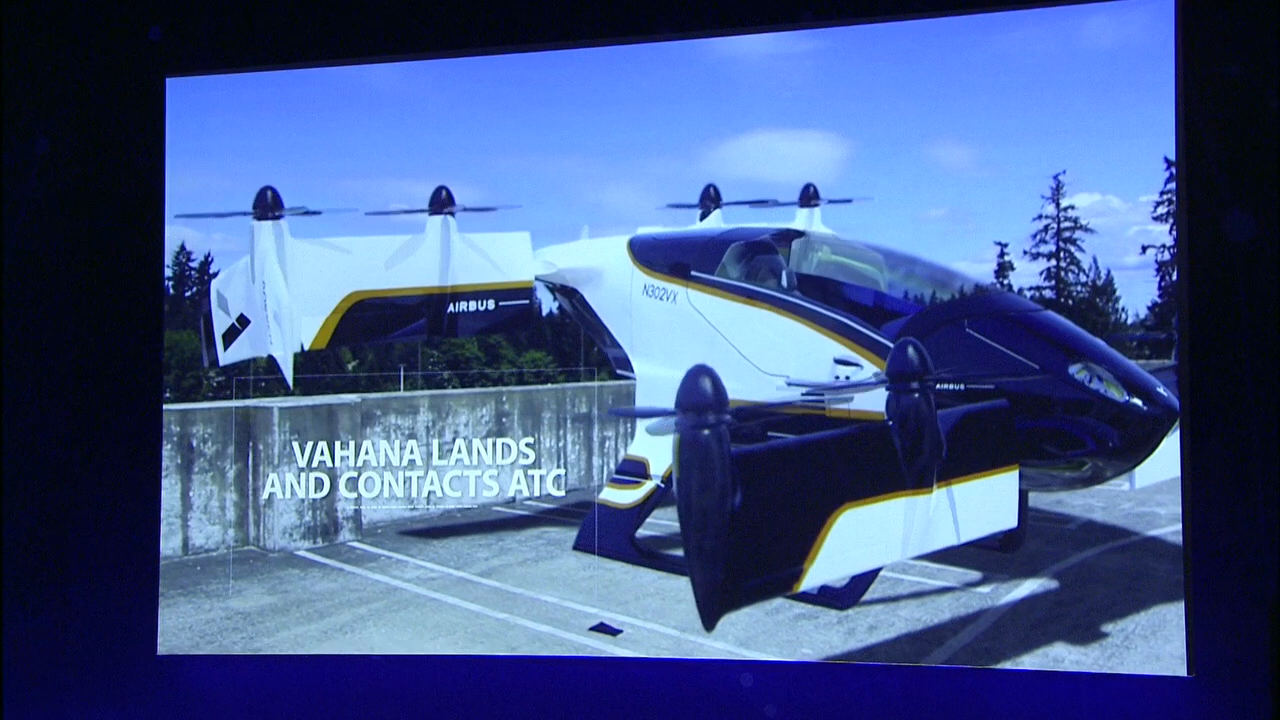 AIRBUS
N302VX
AIRBUS
VAHANA LANDS
AND CONTACTS ATC